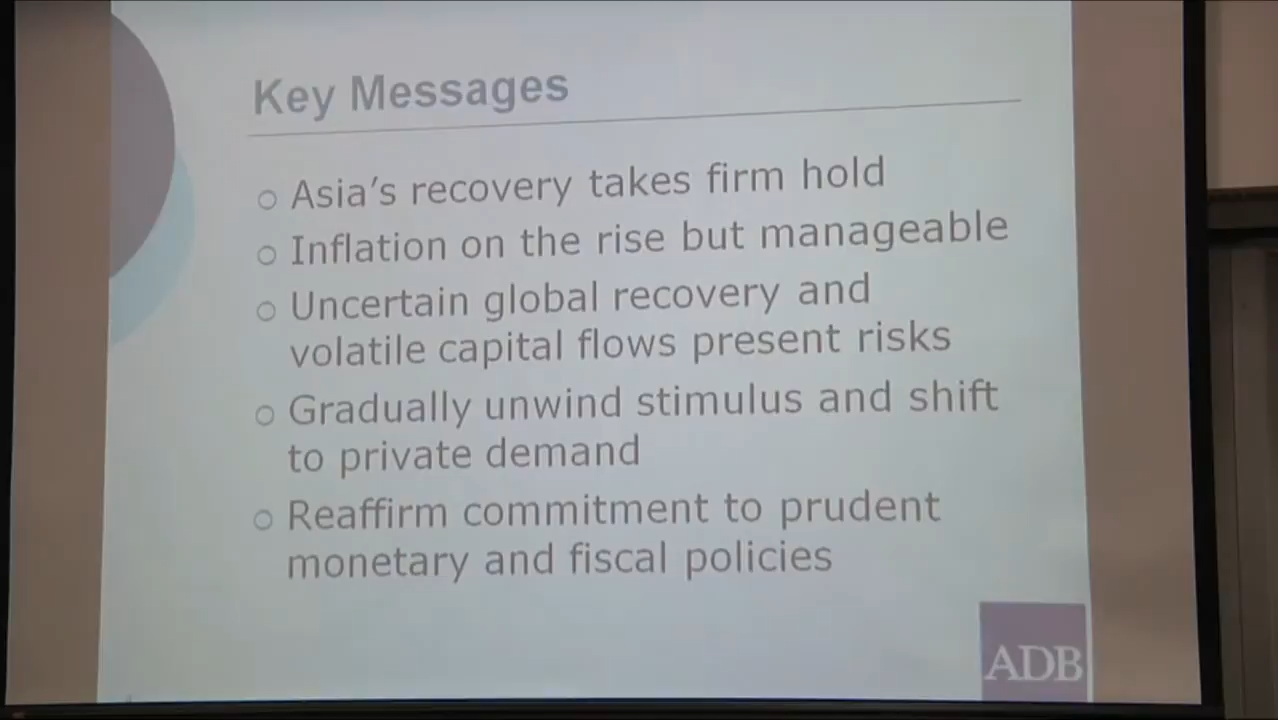 Key Messages
Asia's recovery takes firm hold
Inflation on the rise but manageable
Uncertain global recovery and
volatile capital flows present risks
Gradually unwind stimulus and shift
to private demand
Reaffirm commitment to prudent
monetary and fiscal policies
ADB